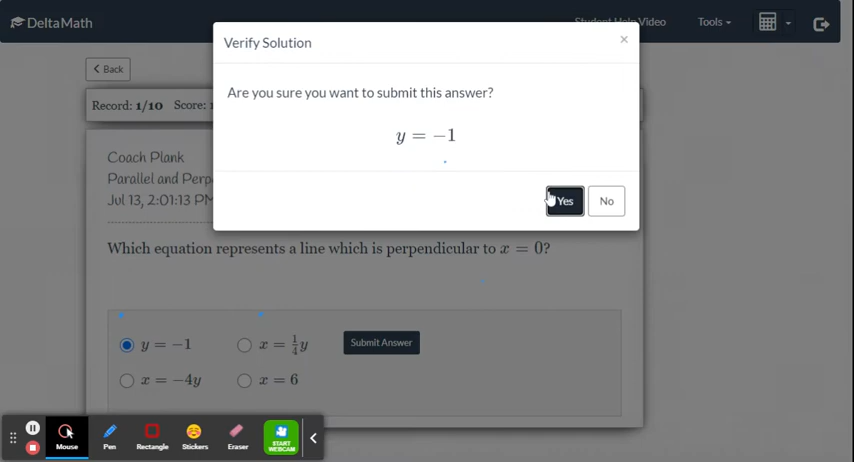 DeltaMath
Student Help Video
Tools
Verify Solution
×
Back
Are you sure you want to submit this answer?
Record: 1/10 Score:
y = −1
Coach Plank
Parallel and Perp
Jul 13, 2:01:13 PM
Yes
No
Which equation represents a line which is perpendicular to x = 0?
y = −1
x = 1/4 y
Submit Answer
x = −4y
x = 6
Mouse
Pen
Rectangle
Stickers
Eraser
START
WEBCAM